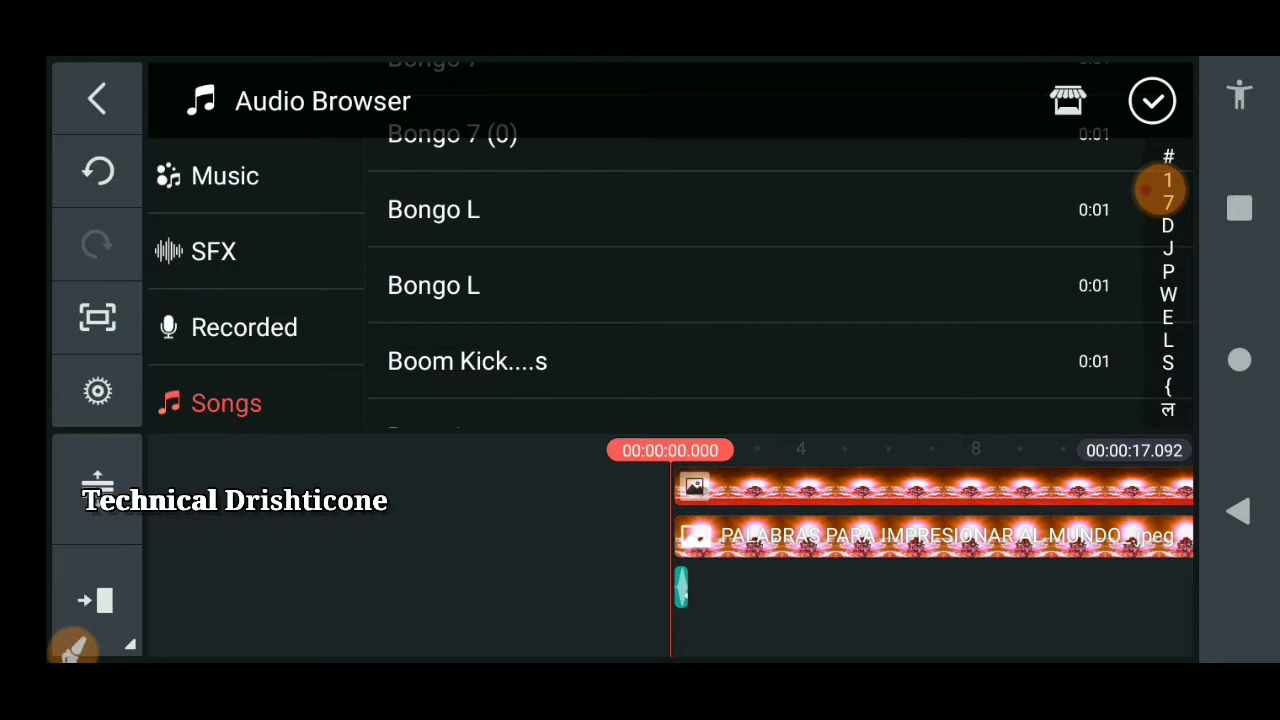 Audio Browser
Music
SFX
Recorded
Songs
Bongo 7 (0) 0:01
Bongo L 0:01
Bongo L 0:01
Boom Kick....s 0:01
#
1
7
D
J
P
W
E
L
S
{
ल
00:00:00.000 4 8 00:00:17.092
Technical Drishticone
PALABRAS PARA IMPRESIONAR AL MUNDO_.jpeg